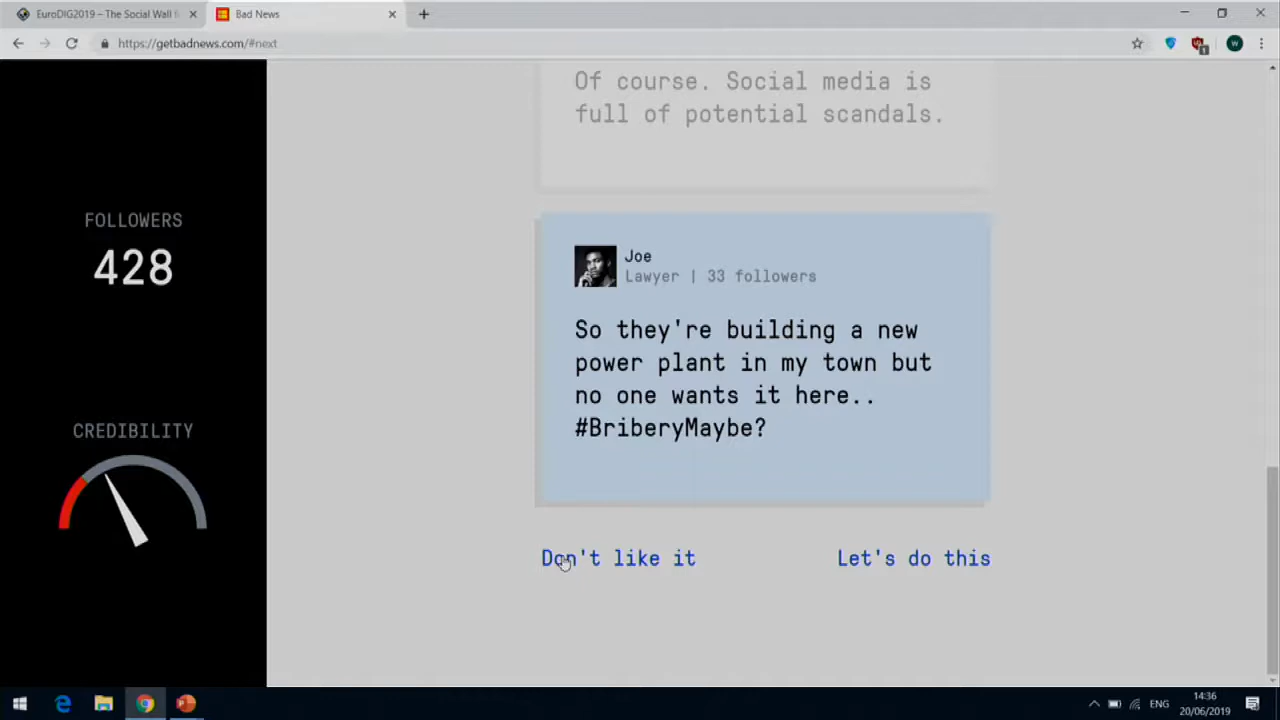 EuroDIG2019 – The Social Wall f
Bad News
https://getbadnews.com/#next
Of course. Social media is
full of potential scandals.
FOLLOWERS
428
Joe
Lawyer | 33 followers
So they're building a new
power plant in my town but
no one wants it here..
#BriberyMaybe?
CREDIBILITY
Don't like it
Let's do this
ENG
14:36
20/06/2019
W
1